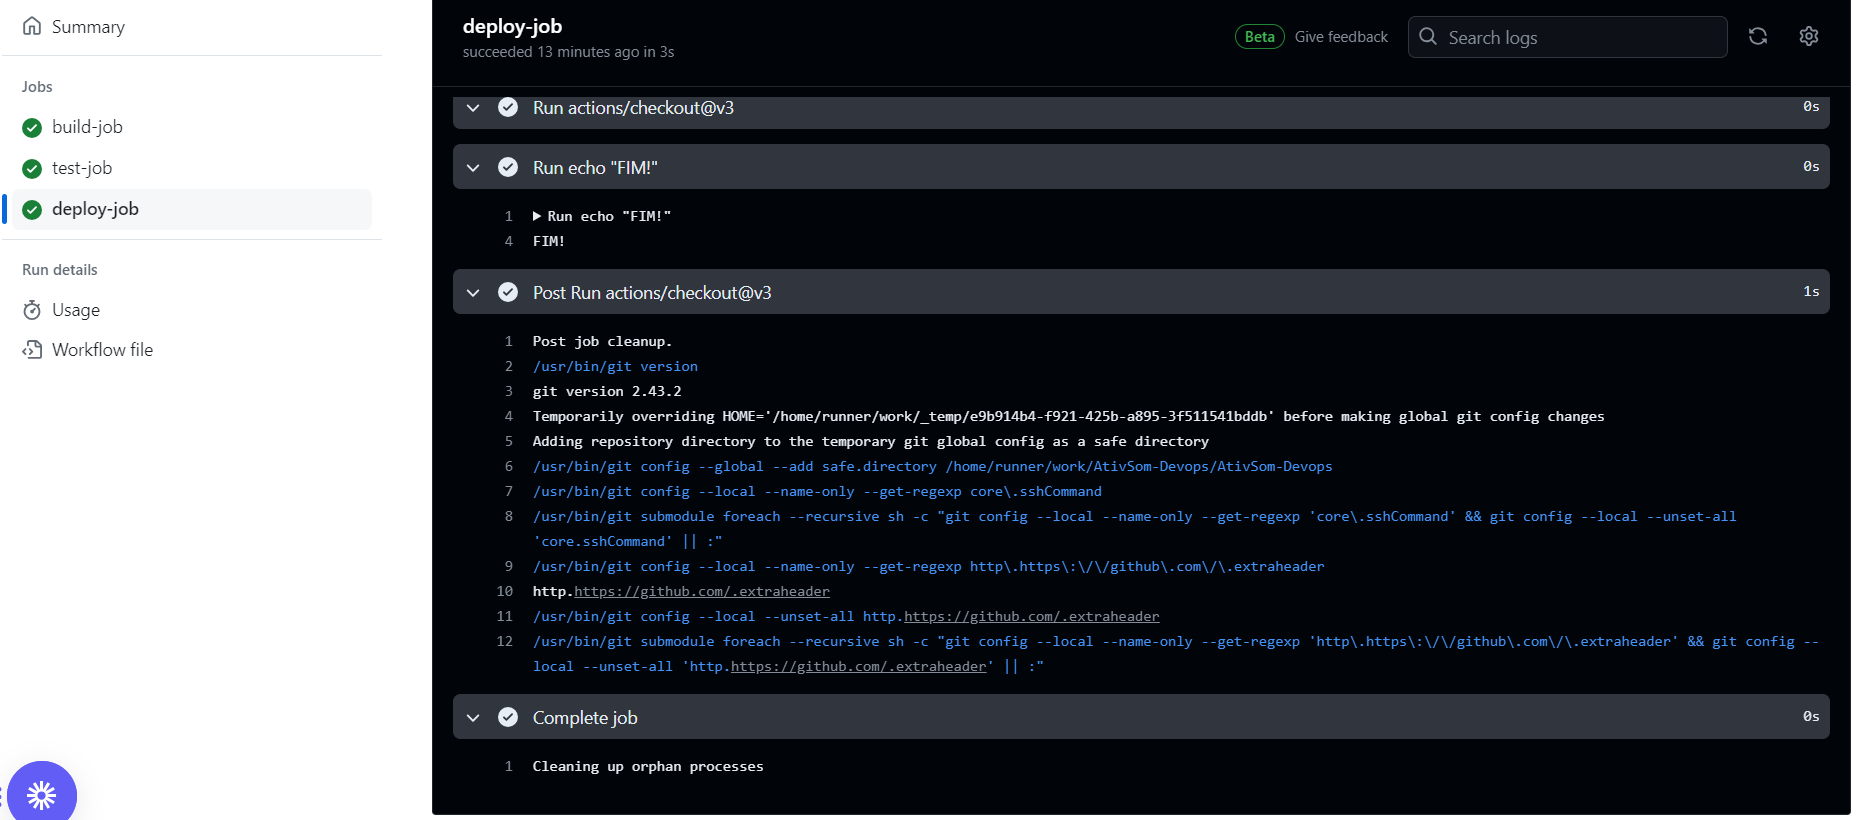 Summary
Jobs
build-job
test-job
deploy-job
Run details
Usage
Workflow file
deploy-job
succeeded 13 minutes ago in 3s
Beta Give feedback
Search logs
Run actions/checkout@v3 0s
Run echo "FIM!" 0s
1 Run echo "FIM!"
4 FIM!
Post Run actions/checkout@v3 1s
1 Post job cleanup.
2 /usr/bin/git version
3 git version 2.43.2
4 Temporarily overriding HOME='/home/runner/work/_temp/e9b914b4-f921-425b-a895-3f511541bddb' before making global git config changes
5 Adding repository directory to the temporary git global config as a safe directory
6 /usr/bin/git config --global --add safe.directory /home/runner/work/AtivSom-Devops/AtivSom-Devops
7 /usr/bin/git config --local --name-only --get-regexp core\.sshCommand
8 /usr/bin/git submodule foreach --recursive sh -c "git config --local --name-only --get-regexp 'core\.sshCommand' && git config --local --unset-all
'core.sshCommand' || :"
9 /usr/bin/git config --local --name-only --get-regexp http\.https\:\/\/github\.com\/\.extraheader
10 http.https://github.com/.extraheader
11 /usr/bin/git config --local --unset-all http.https://github.com/.extraheader
12 /usr/bin/git submodule foreach --recursive sh -c "git config --local --name-only --get-regexp 'http\.https\:\/\/github\.com\/\.extraheader' && git config --
local --unset-all 'http.https://github.com/.extraheader' || :"
Complete job 0s
1 Cleaning up orphan processes